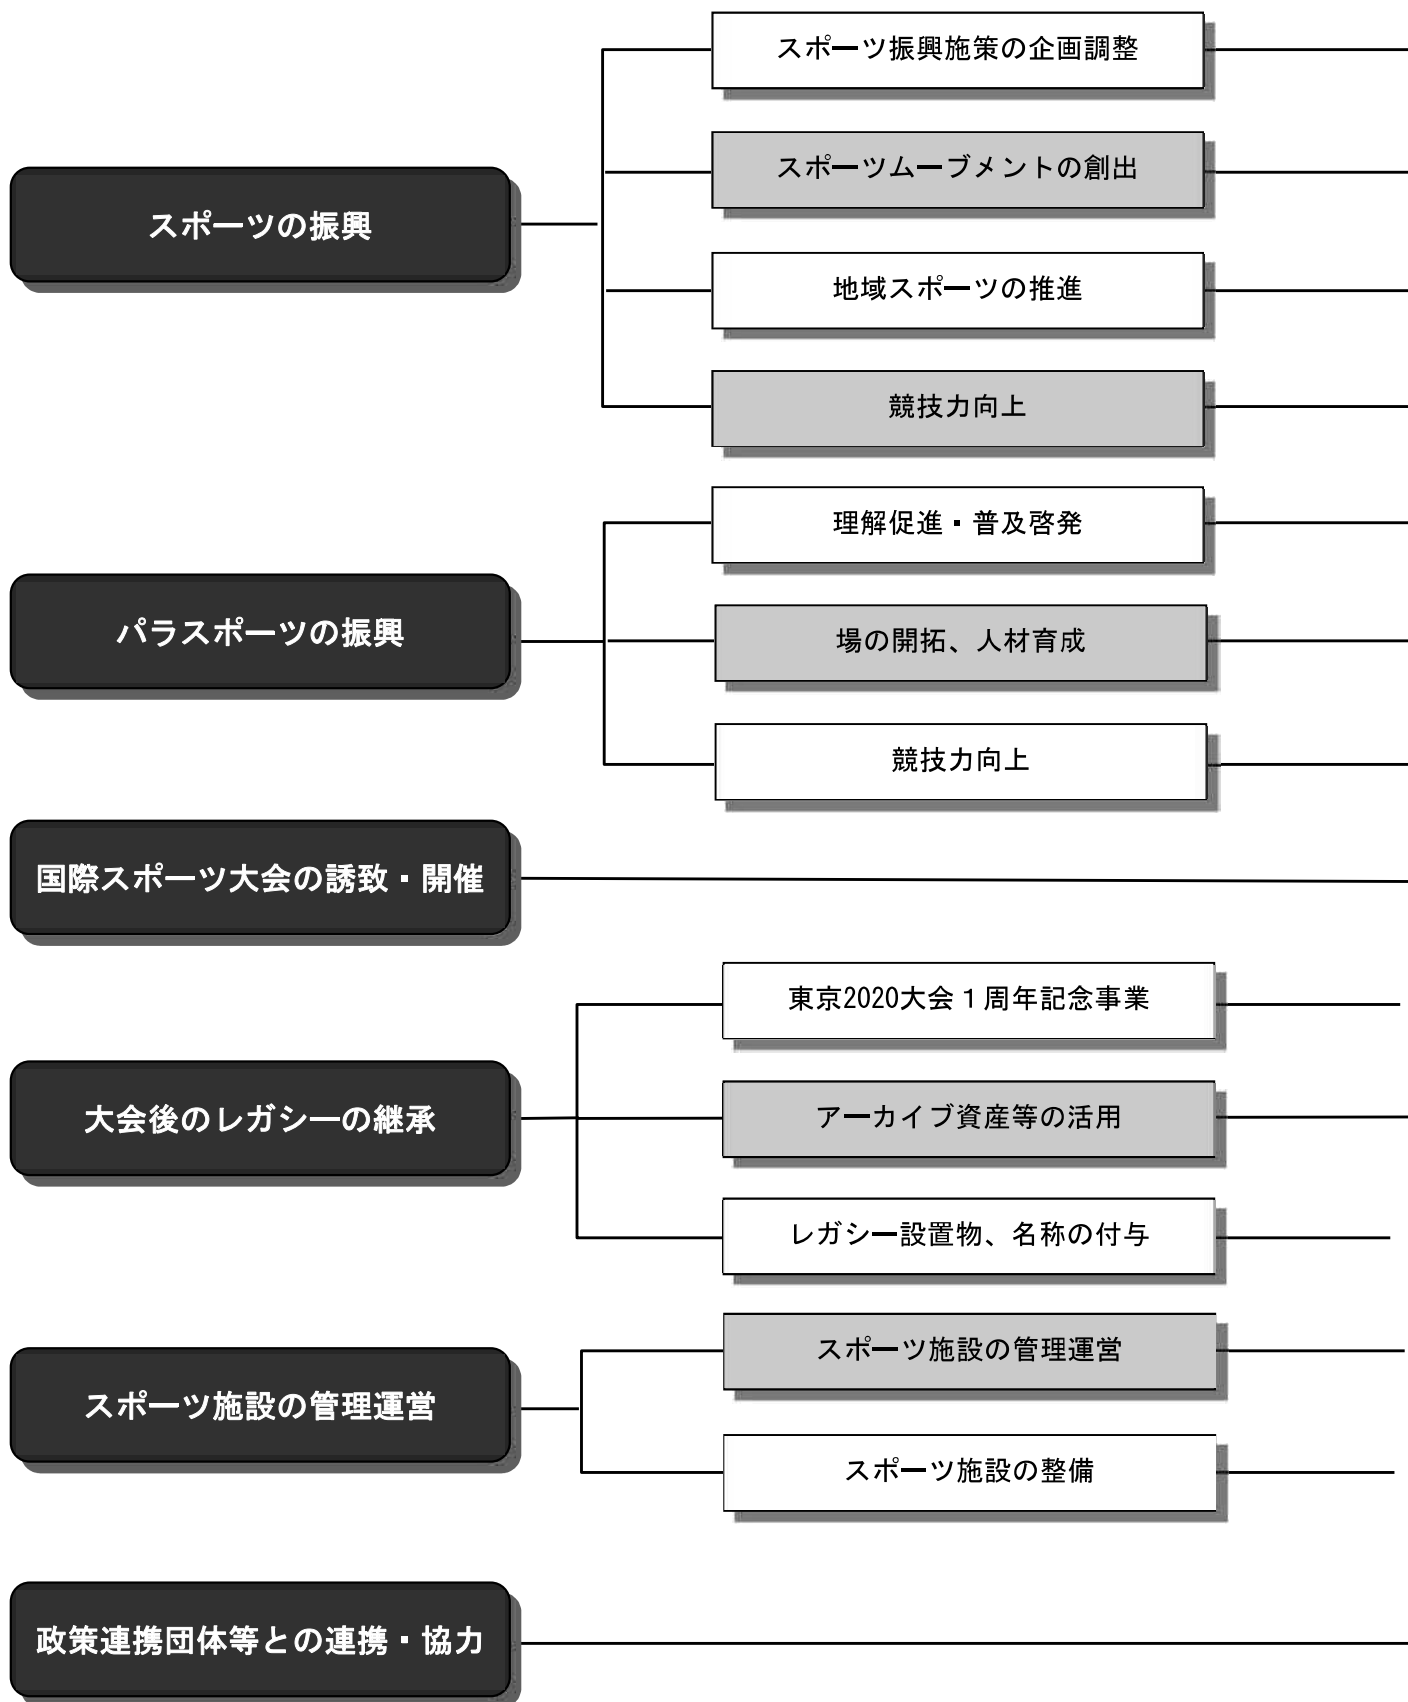 スポーツの振興
スポーツ振興施策の企画調整
スポーツムーブメントの創出
地域スポーツの推進
競技力向上
パラスポーツの振興
理解促進・普及啓発
場の開拓、人材育成
競技力向上
国際スポーツ大会の誘致・開催
大会後のレガシーの継承
東京2020大会１周年記念事業
アーカイブ資産等の活用
レガシー設置物、名称の付与
スポーツ施設の管理運営
スポーツ施設の管理運営
スポーツ施設の整備
政策連携団体等との連携・協力